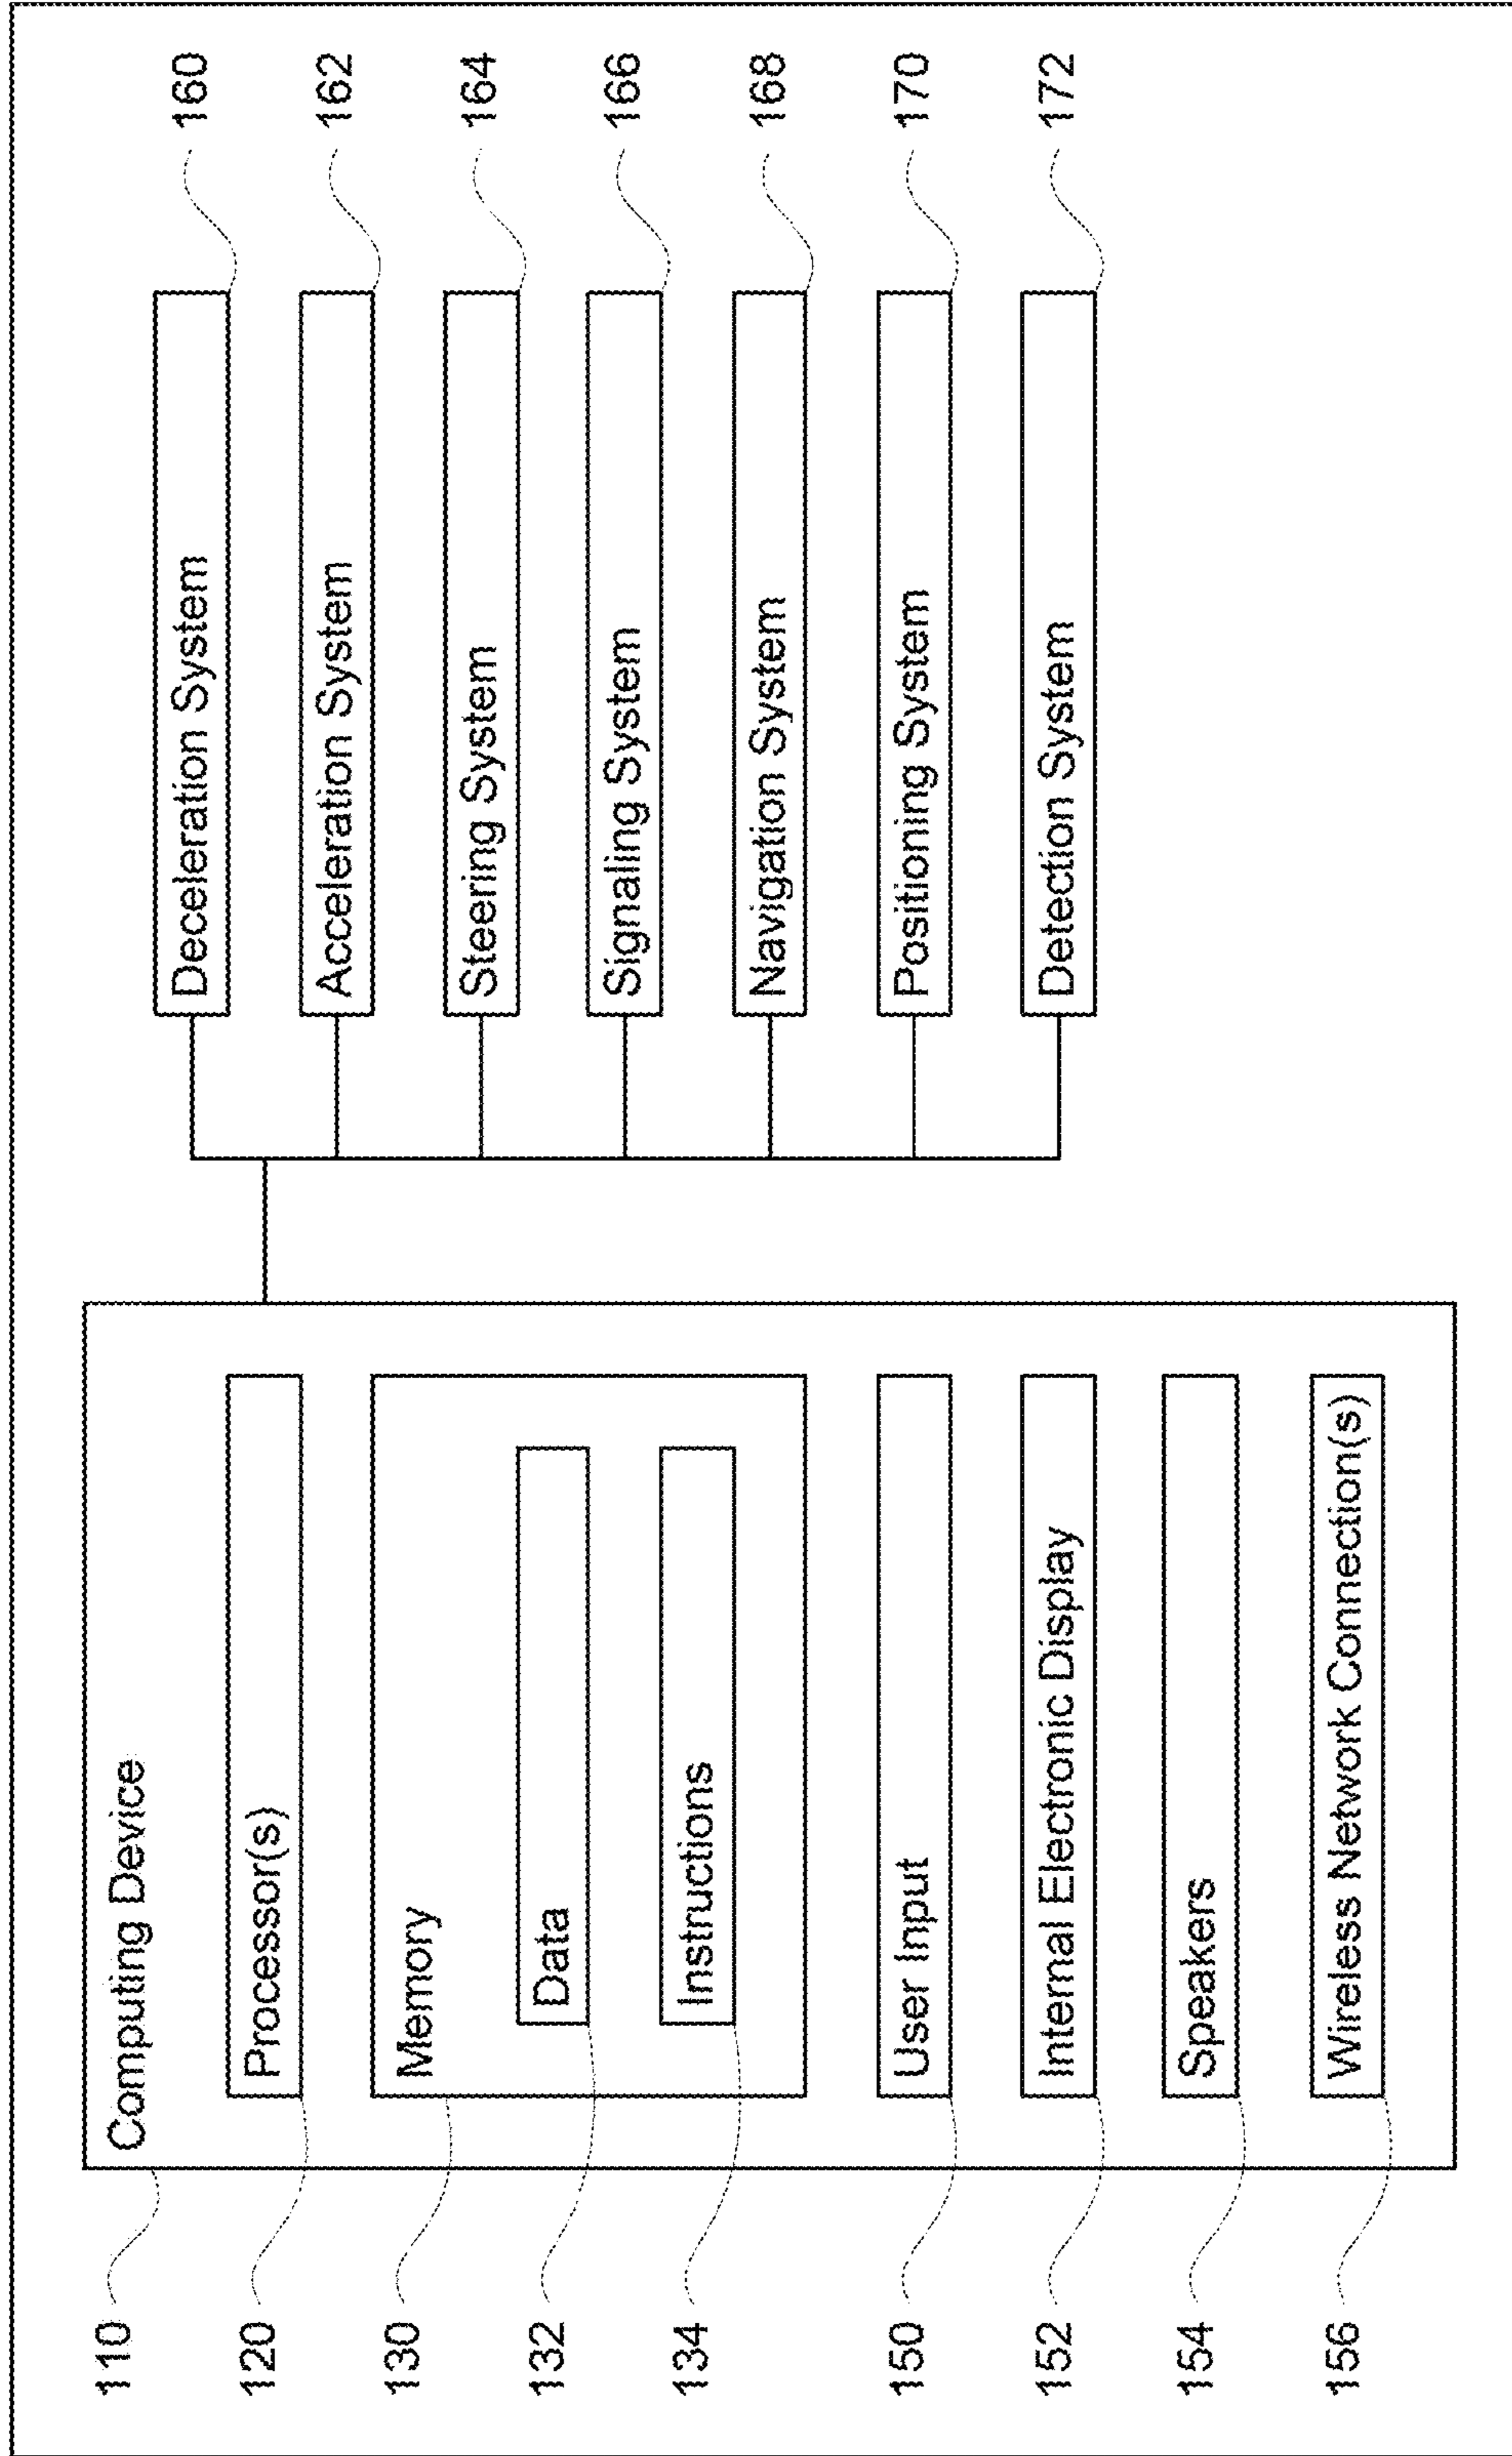 110
Computing Device
120
Processor(s)
130
Memory
132
Data
134
Instructions
150
User Input
152
Internal Electronic Display
154
Speakers
156
Wireless Network Connection(s)
Deceleration System
160
Acceleration System
162
Steering System
164
Signaling System
166
Navigation System
168
Positioning System
170
Detection System
172